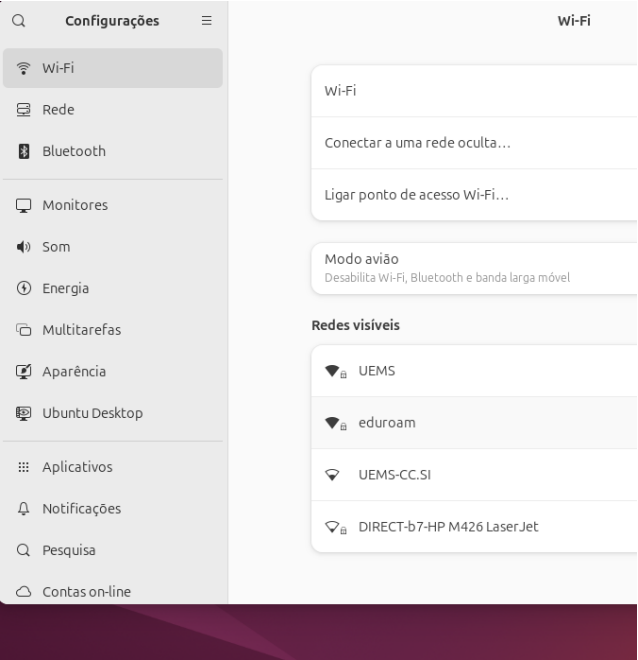 Configurações
Wi-Fi
Rede
Bluetooth
Monitores
Som
Energia
Multitarefas
Aparência
Ubuntu Desktop
Aplicativos
Notificações
Pesquisa
Contas on-line
Wi-Fi
Wi-Fi
Conectar a uma rede oculta…
Ligar ponto de acesso Wi-Fi…
Modo avião
Desabilita Wi-Fi, Bluetooth e banda larga móvel
Redes visíveis
UEMS
eduroam
UEMS-CC.SI
DIRECT-b7-HP M426 LaserJet